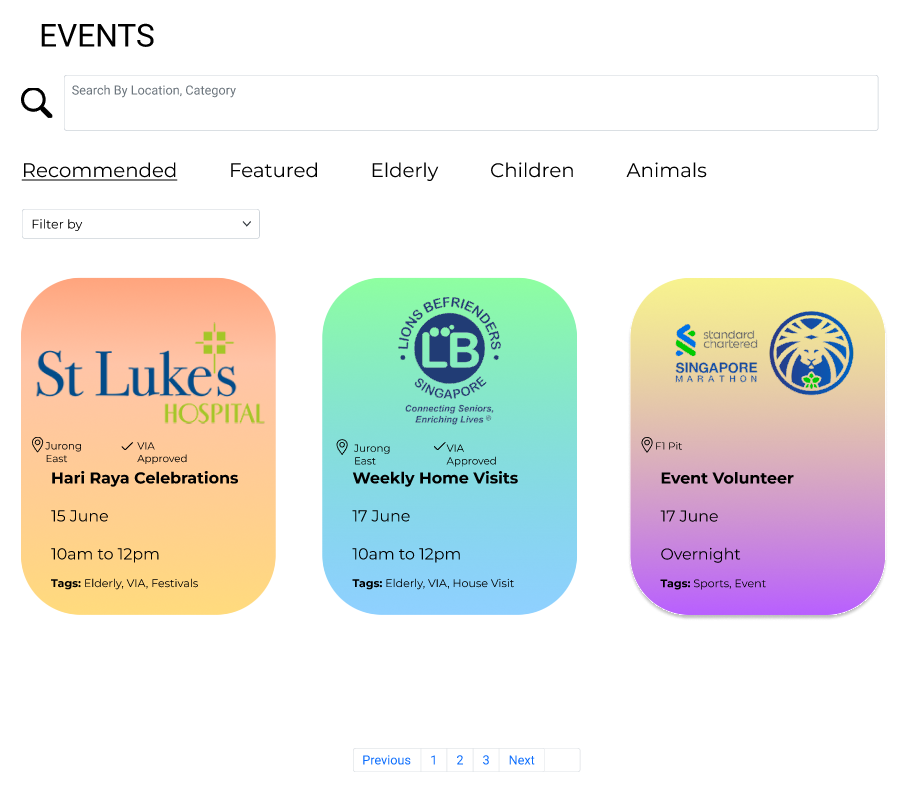 EVENTS
Search By Location, Category
Recommended Featured Elderly Children Animals
Filter by
St Luke's
HOSPITAL
Jurong
East
VIA
Approved
Hari Raya Celebrations
15 June
10am to 12pm
Tags: Elderly, VIA, Festivals
LIONS BEFRIENDERS
LB
SINGAPORE
Connecting Seniors,
Enriching Lives ®
Jurong
East
VIA
Approved
Weekly Home Visits
17 June
10am to 12pm
Tags: Elderly, VIA, House Visit
standard
chartered
SINGAPORE
MARATHON
F1 Pit
Event Volunteer
17 June
Overnight
Tags: Sports, Event
Previous 1 2 3 Next